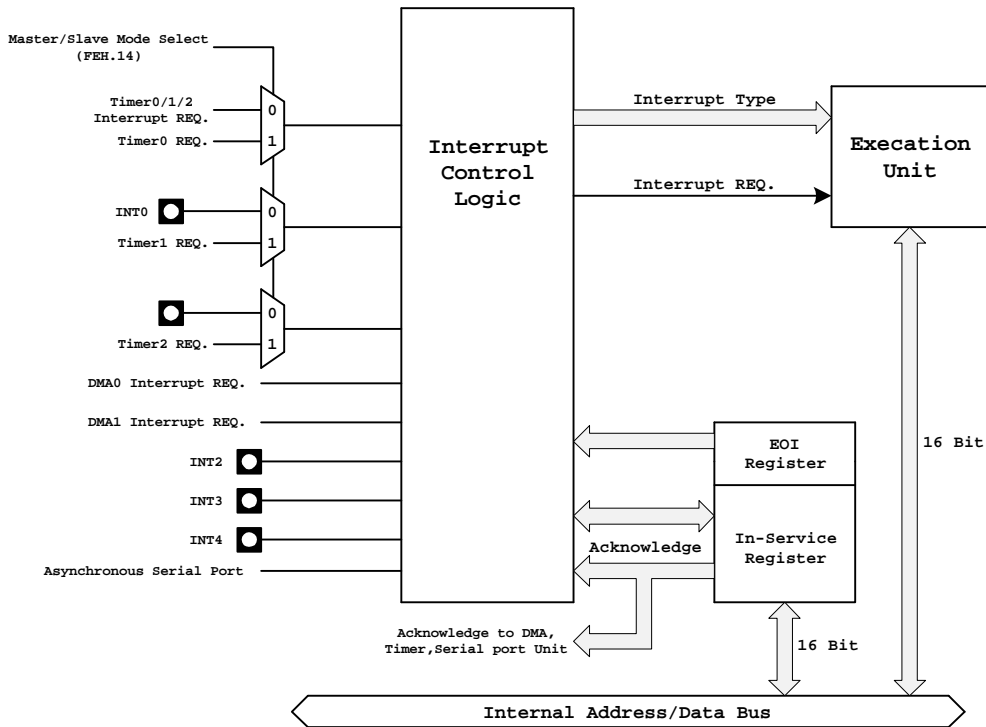 Master/Slave Mode Select
(FEH.14)
Timer0/1/2
Interrupt REQ.
0
Timer0 REQ.
1
INT0
0
Timer1 REQ.
1
0
Timer2 REQ.
1
DMA0 Interrupt REQ.
DMA1 Interrupt REQ.
INT2
INT3
INT4
Asynchronous Serial Port
Interrupt
Control
Logic
Interrupt Type
Interrupt REQ.
Execation
Unit
16 Bit
EOI
Register
In-Service
Register
Acknowledge
Acknowledge to DMA,
Timer,Serial port Unit
16 Bit
Internal Address/Data Bus